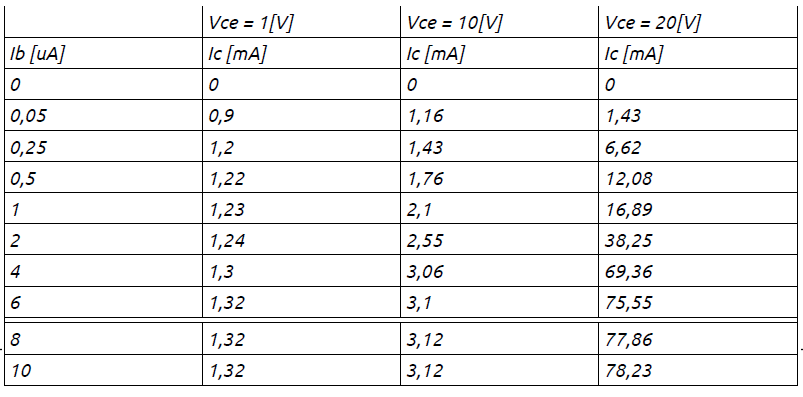 Vce = 1[V] Vce = 10[V] Vce = 20[V]
Ib [uA] Ic [mA] Ic [mA] Ic [mA]
0 0 0 0
0,05 0,9 1,16 1,43
0,25 1,2 1,43 6,62
0,5 1,22 1,76 12,08
1 1,23 2,1 16,89
2 1,24 2,55 38,25
4 1,3 3,06 69,36
6 1,32 3,1 75,55
8 1,32 3,12 77,86
10 1,32 3,12 78,23